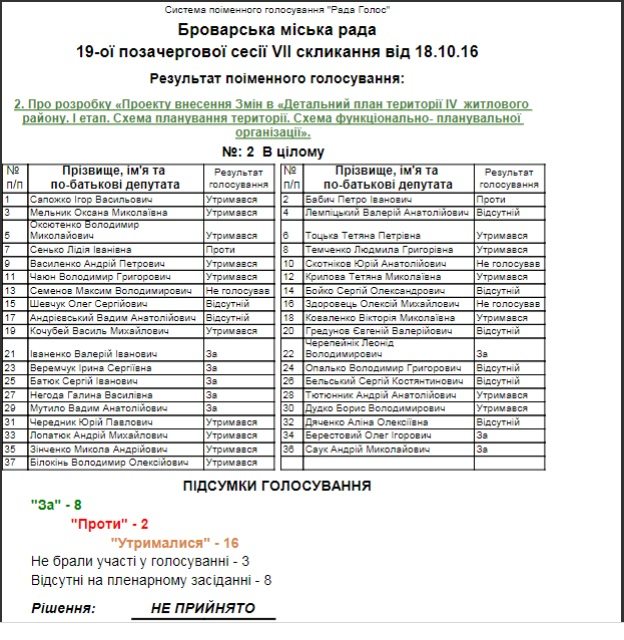 Система поіменного голосування "Рада Голос"
Броварська міська рада
19-ої позачергової сесії VII скликання від 18.10.16
Результат поіменного голосування:
2. Про розробку «Проекту внесення Змін в «Детальний план території IV житлового
району. І етап. Схема планування території. Схема функціонально- планувальної
організації».
№: 2 В цілому
№ п/п Прізвище, ім'я та по-батькові депутата Результат голосування № п/п Прізвище, ім'я та по-батькові депутата Результат голосування
1 Сапожко Ігор Васильович Утримався 2 Бабич Петро Іванович Проти
3 Мельник Оксана Миколаївна Утримався 4 Лемпіцький Валерій Анатолійович Відсутній
5 Оксютенко Володимир Миколайович Утримався 6 Тоцька Тетяна Петрівна Утримався
7 Сенько Лідія Іванівна Проти 8 Темченко Людмила Григорівна Утримався
9 Василенко Андрій Петрович Утримався 10 Скотніков Юрій Анатолійович Не голосував
11 Чаюн Володимир Григорович Утримався 12 Крилова Тетяна Миколаївна Утримався
13 Семенов Максим Володимирович Не голосував 14 Бойко Сергій Олександрович Відсутній
15 Шевчук Олег Сергійович Відсутній 16 Здоровець Олексій Михайлович Не голосував
17 Андрієвський Вадим Анатолійович Відсутній 18 Коваленко Вікторія Михайлівна Утримався
19 Кочубей Василь Михайлович Утримався 20 Гредунов Євгеній Валерійович Відсутній
21 Іваненко Валерій Іванович За 22 Черепейнік Леонід Володимирович За
23 Веремчук Ірина Сергіївна За 24 Опалько Володимир Григорович Відсутній
25 Батюк Сергій Іванович За 26 Бельський Сергій Костянтинович Відсутній
27 Негода Галина Василівна За 28 Тютюнник Андрій Анатолійович Утримався
29 Мутило Вадим Анатолійович За 30 Дудко Борис Володимирович Утримався
31 Чередник Юрій Павлович Утримався 32 Дяченко Аліна Олексіївна Відсутній
33 Лопатюк Андрій Михайлович Утримався 34 Берестовий Олег Ігорович За
35 Зінченко Микола Андрійович Утримався 36 Саук Андрій Миколайович За
37 Білокінь Володимир Олексійович Утримався
ПІДСУМКИ ГОЛОСУВАННЯ
"За" - 8
"Проти" - 2
"Утрималися" - 16
Не брали участі у голосуванні - 3
Відсутні на пленарному засіданні - 8
Рішення: НЕ ПРИЙНЯТО